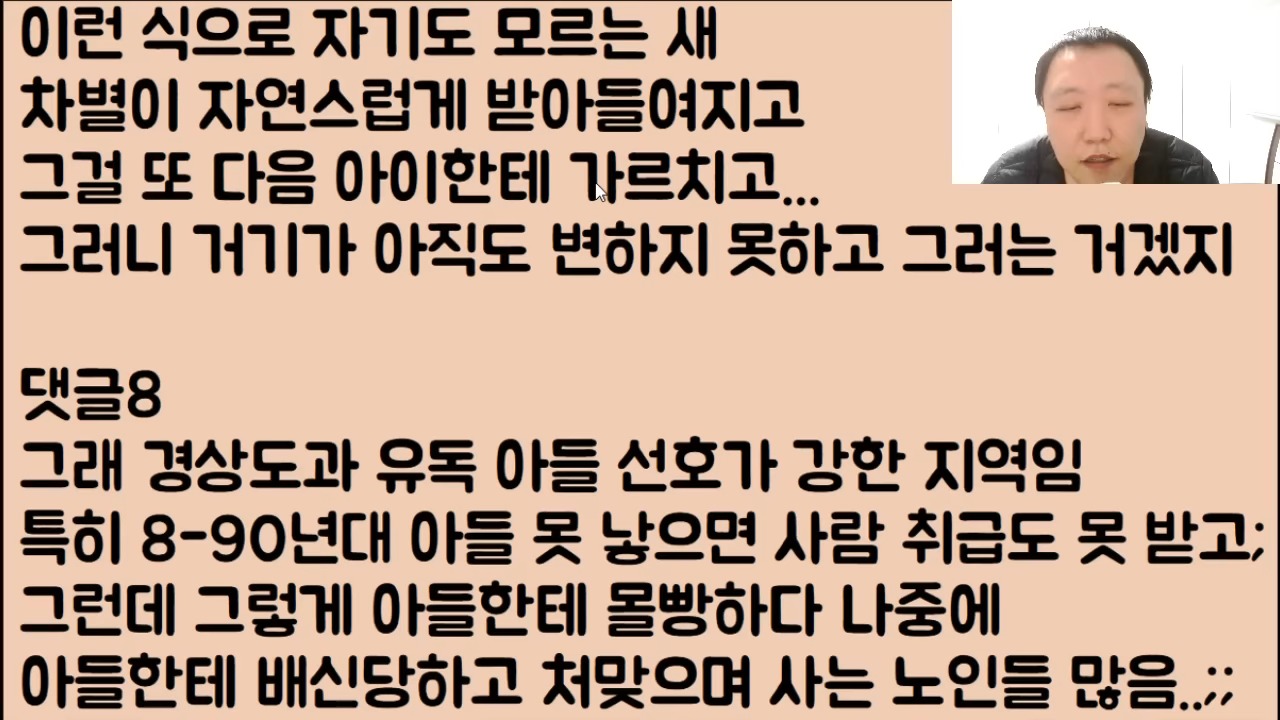 이런 식으로 자기도 모르는 새
차별이 자연스럽게 받아들여지고
그걸 또 다음 아이한테 가르치고...
그러니 거기가 아직도 변하지 못하고 그러는 거겠지
댓글8
그래 경상도과 유독 아들 선호가 강한 지역임
특히 8-90년대 아들 못 낳으면 사람 취급도 못 받고;
그런데 그렇게 아들한테 몰빵하다 나중에
아들한테 배신당하고 처맞으며 사는 노인들 많음..;;